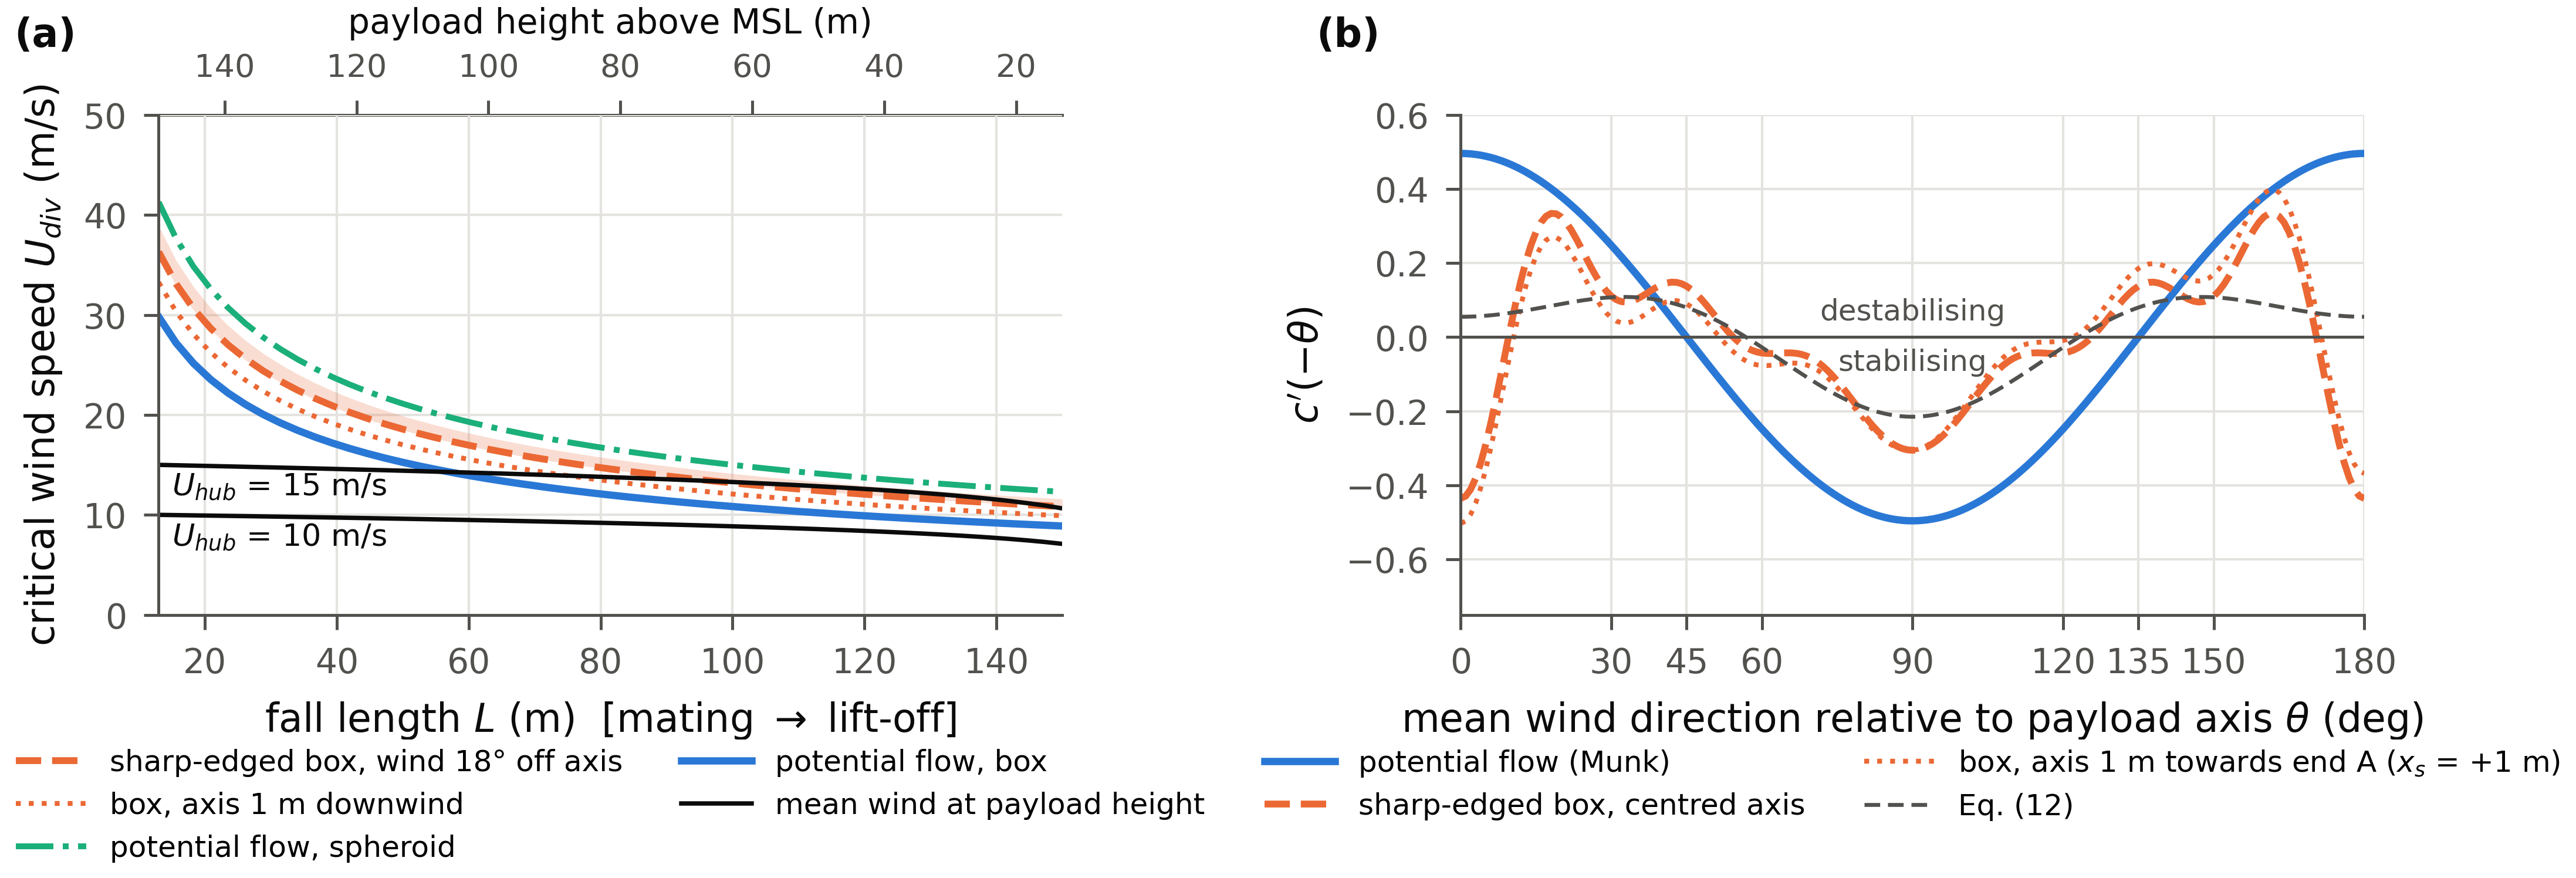 (a)
payload height above MSL (m)
140 120 100 80 60 40 20
critical wind speed U_div (m/s)
50
40
30
20
10
0
U_hub = 15 m/s
U_hub = 10 m/s
20 40 60 80 100 120 140
fall length L (m) [mating → lift-off]
sharp-edged box, wind 18° off axis
box, axis 1 m downwind
potential flow, spheroid
potential flow, box
mean wind at payload height
(b)
c′(−θ)
0.6
0.4
0.2
0.0
−0.2
−0.4
−0.6
destabilising
stabilising
0 30 45 60 90 120 135 150 180
mean wind direction relative to payload axis θ (deg)
potential flow (Munk)
sharp-edged box, centred axis
box, axis 1 m towards end A (x_s = +1 m)
Eq. (12)